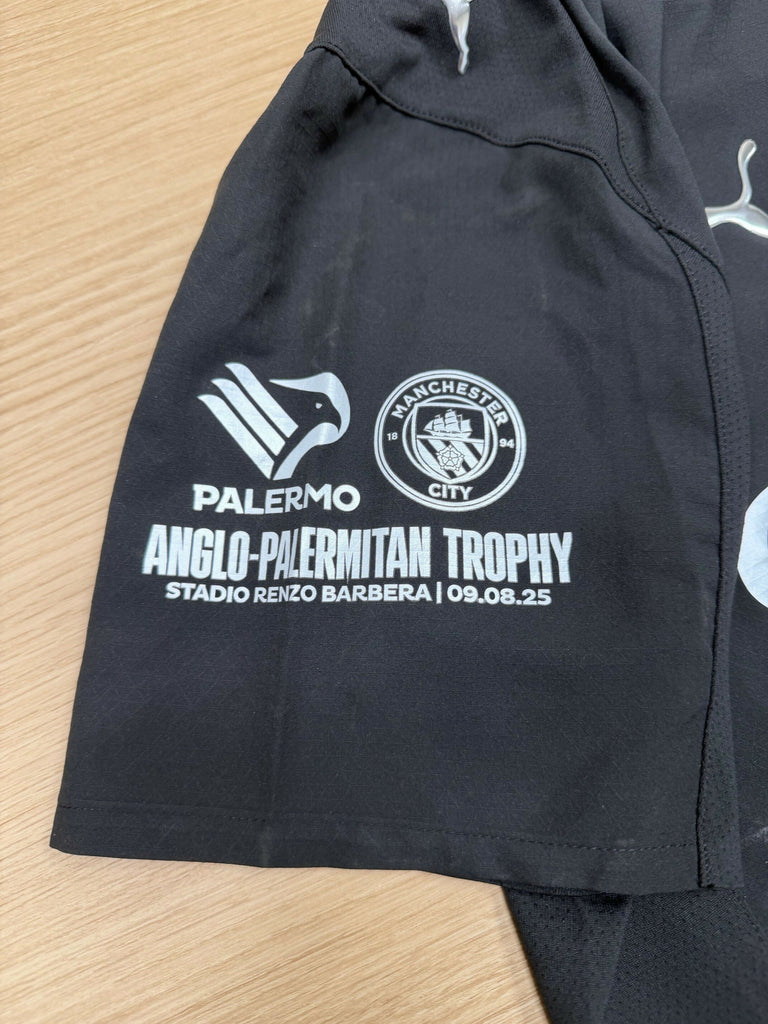 MANCHESTER
18 94
CITY
PALERMO
ANGLO-PALERMITAN TROPHY
STADIO RENZO BARBERA | 09.08.25